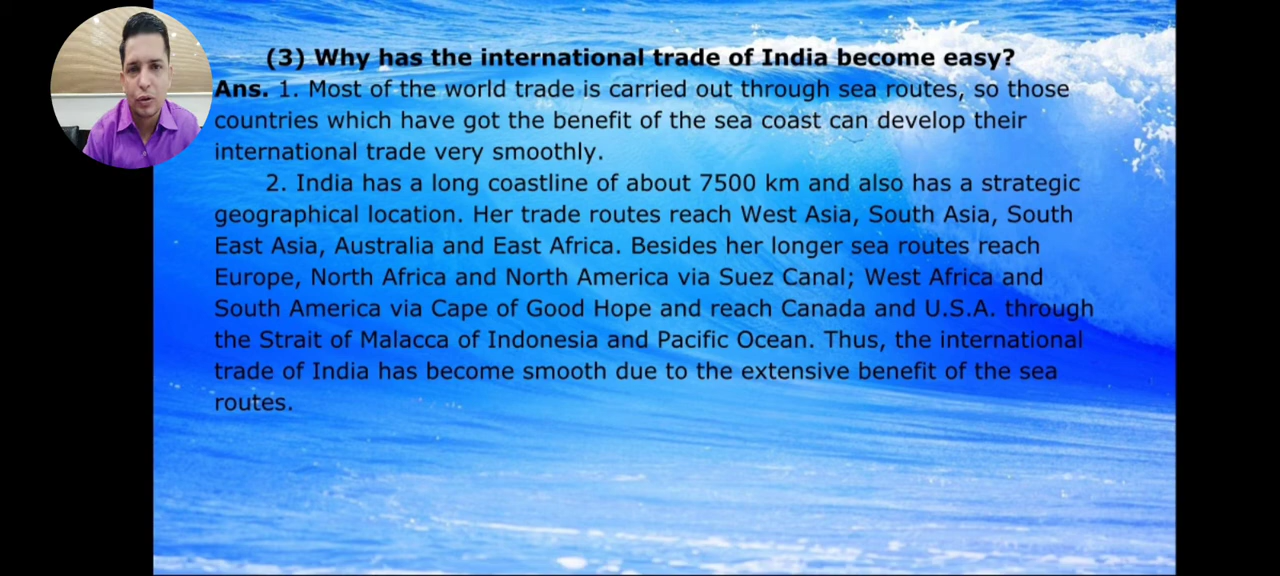 (3) Why has the international trade of India become easy?
Ans. 1. Most of the world trade is carried out through sea routes, so those
countries which have got the benefit of the sea coast can develop their
international trade very smoothly.
2. India has a long coastline of about 7500 km and also has a strategic
geographical location. Her trade routes reach West Asia, South Asia, South
East Asia, Australia and East Africa. Besides her longer sea routes reach
Europe, North Africa and North America via Suez Canal; West Africa and
South America via Cape of Good Hope and reach Canada and U.S.A. through
the Strait of Malacca of Indonesia and Pacific Ocean. Thus, the international
trade of India has become smooth due to the extensive benefit of the sea
routes.